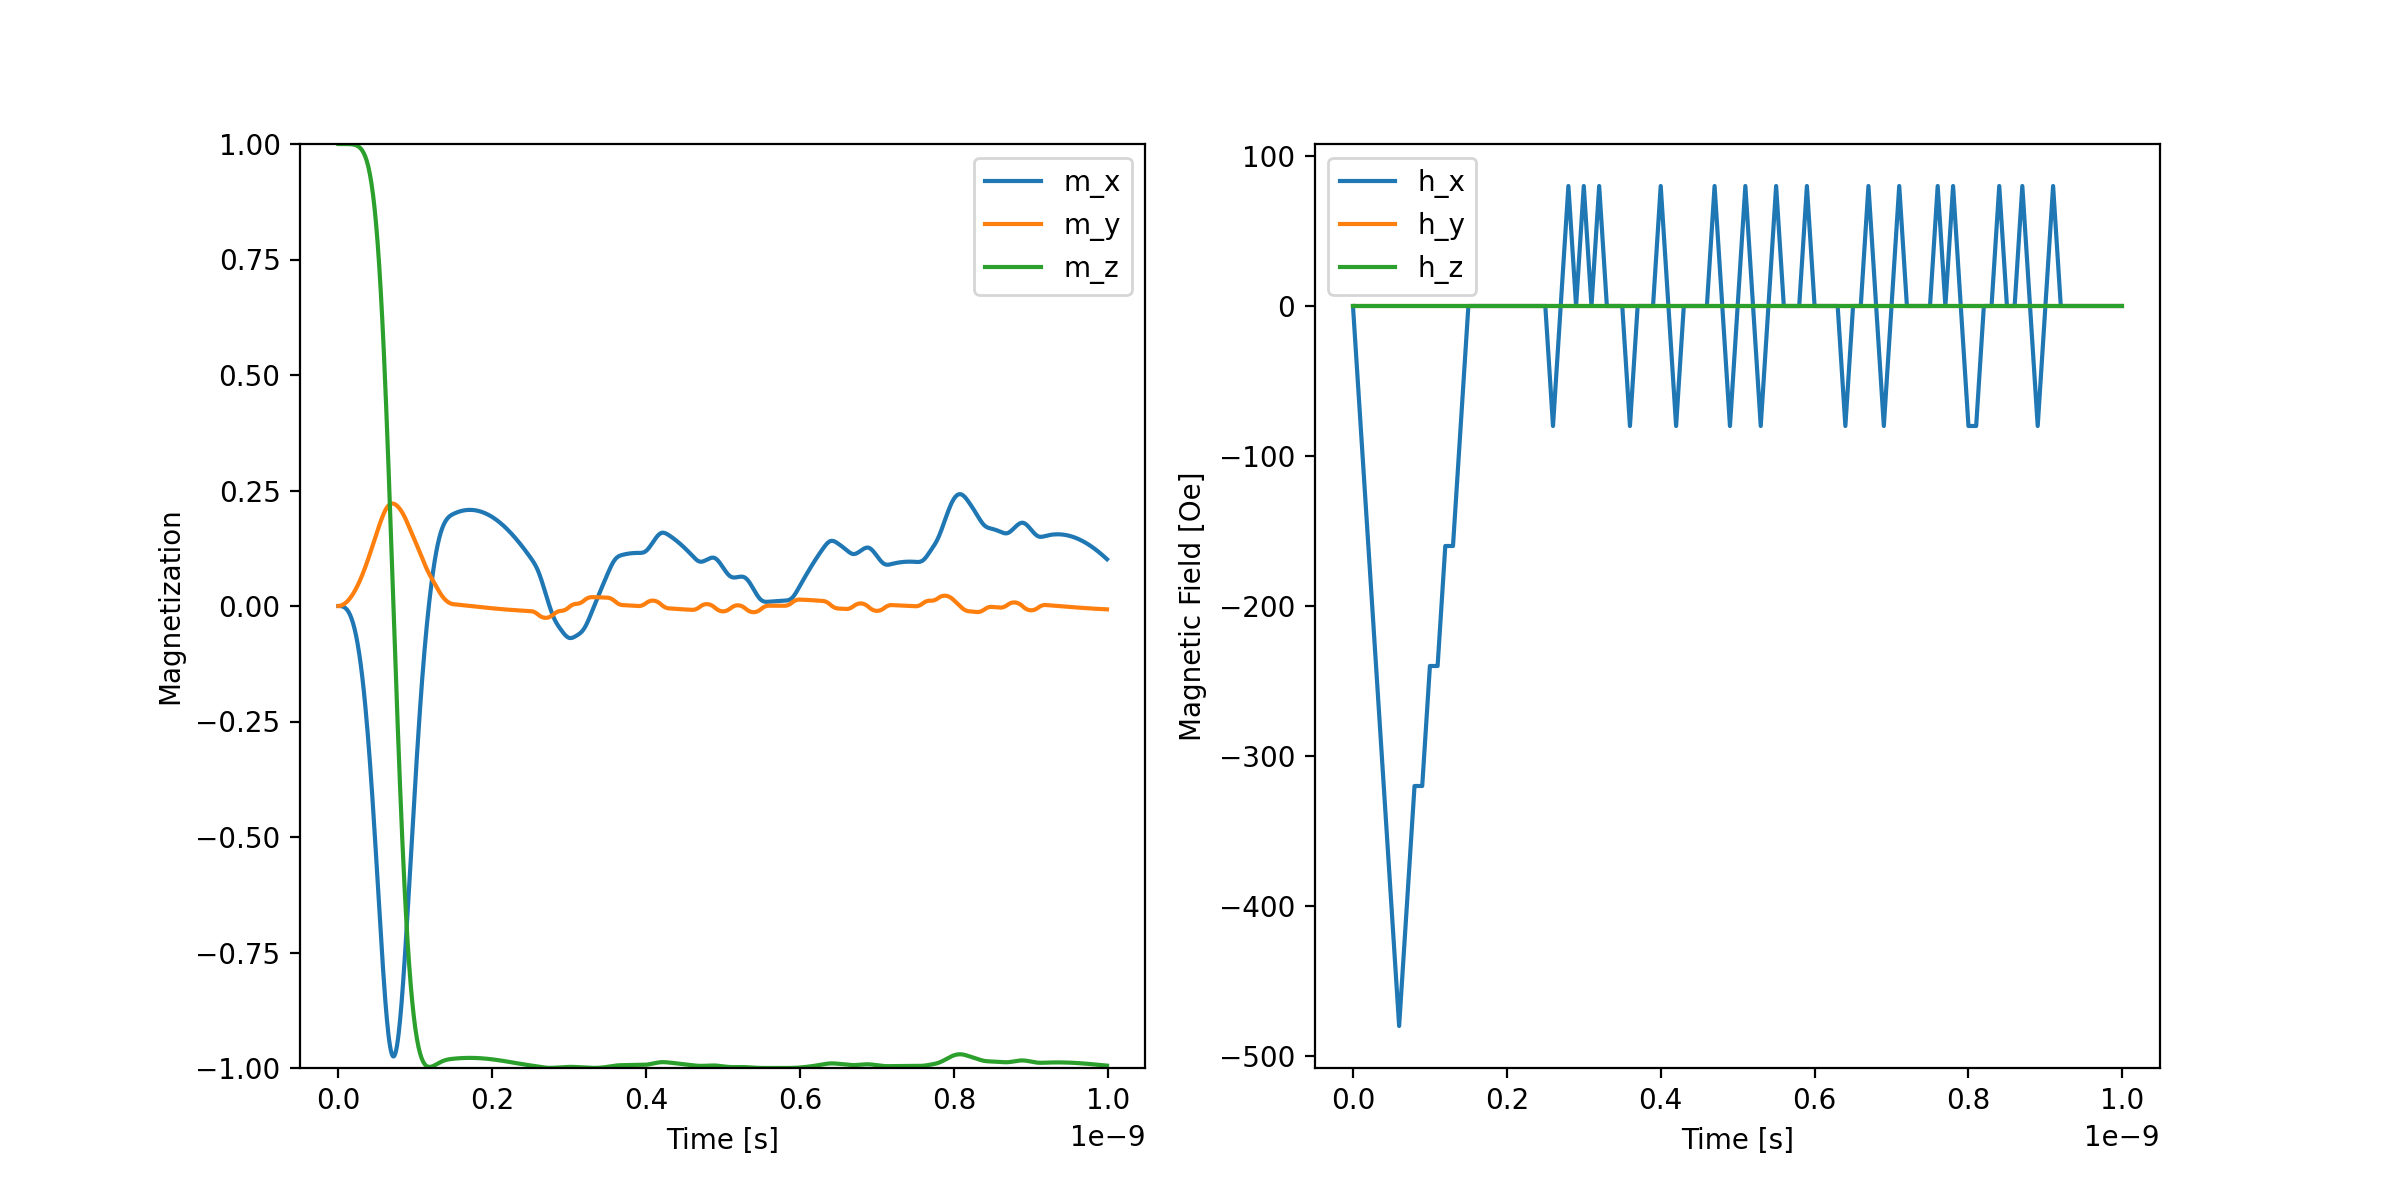 1.00
0.75
0.50
0.25
0.00
−0.25
−0.50
−0.75
−1.00
Magnetization
m_x
m_y
m_z
0.0 0.2 0.4 0.6 0.8 1.0
Time [s]
1e−9
100
0
−100
−200
−300
−400
−500
Magnetic Field [Oe]
h_x
h_y
h_z
0.0 0.2 0.4 0.6 0.8 1.0
Time [s]
1e−9